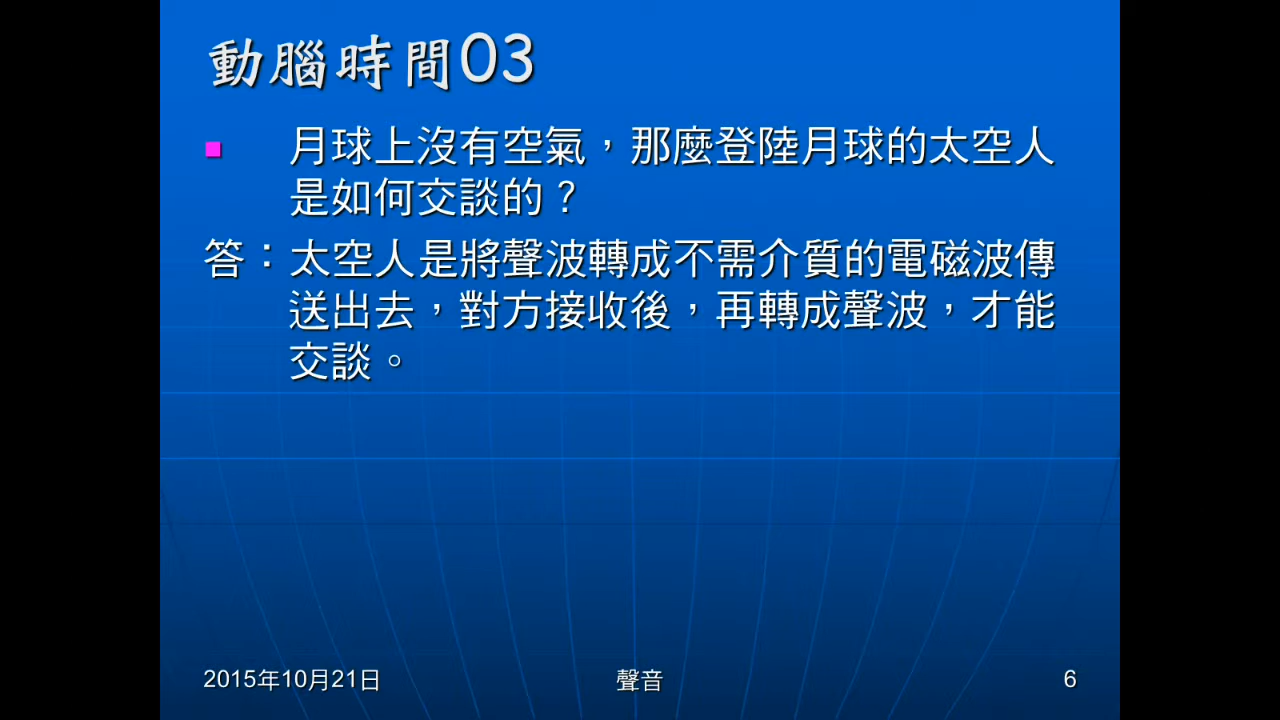 動腦時間03
■ 月球上沒有空氣，那麼登陸月球的太空人
是如何交談的？
答：太空人是將聲波轉成不需介質的電磁波傳
送出去，對方接收後，再轉成聲波，才能
交談。
2015年10月21日 聲音 6